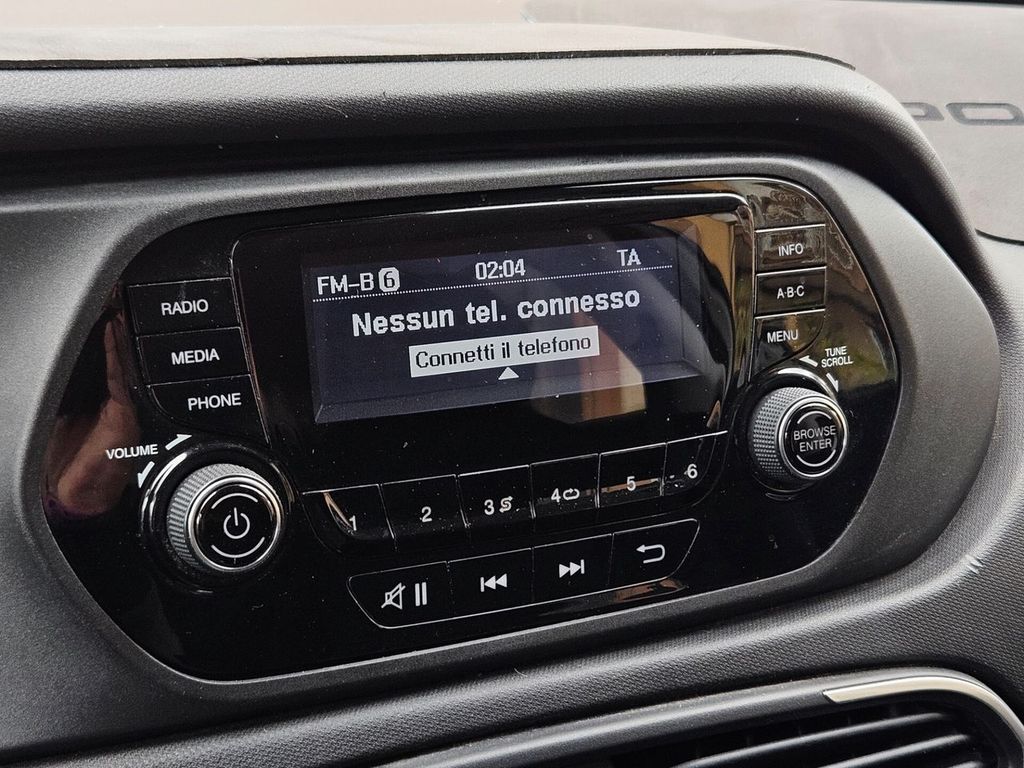 FM-B 6 02:04 TA
Nessun tel. connesso
Connetti il telefono
RADIO
MEDIA
PHONE
INFO
A·B·C
MENU
TUNE
SCROLL
VOLUME
BROWSE
ENTER
1 2 3 4 5 6